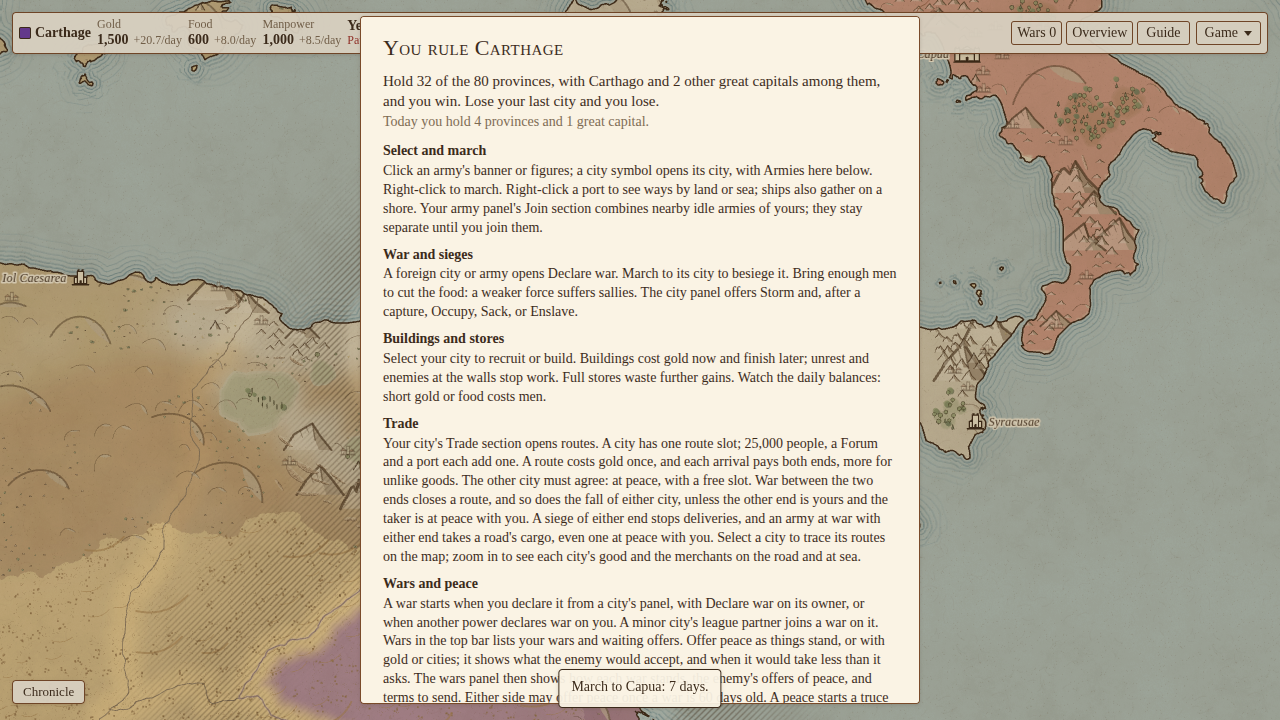 Carthage
Gold
1,500 +20.7/day
Food
600 +8.0/day
Manpower
1,000 +8.5/day
Wars 0
Overview
Guide
Game
You rule Carthage
Hold 32 of the 80 provinces, with Carthago and 2 other great capitals among them,
and you win. Lose your last city and you lose.
Today you hold 4 provinces and 1 great capital.
Select and march
Click an army's banner or figures; a city symbol opens its city, with Armies here below.
Right-click to march. Right-click a port to see ways by land or sea; ships also gather on a
shore. Your army panel's Join section combines nearby idle armies of yours; they stay
separate until you join them.
War and sieges
A foreign city or army opens Declare war. March to its city to besiege it. Bring enough men
to cut the food: a weaker force suffers sallies. The city panel offers Storm and, after a
capture, Occupy, Sack, or Enslave.
Buildings and stores
Select your city to recruit or build. Buildings cost gold now and finish later; unrest and
enemies at the walls stop work. Full stores waste further gains. Watch the daily balances:
short gold or food costs men.
Trade
Your city's Trade section opens routes. A city has one route slot; 25,000 people, a Forum
and a port each add one. A route costs gold once, and each arrival pays both ends, more for
unlike goods. The other city must agree: at peace, with a free slot. War between the two
ends closes a route, and so does the fall of either city, unless the other end is yours and the
taker is at peace with you. A siege of either end stops deliveries, and an army at war with
either end takes a road's cargo, even one at peace with you. Select a city to trace its routes
on the map; zoom in to see each city's good and the merchants on the road and at sea.
Wars and peace
A war starts when you declare it from a city's panel, with Declare war on its owner, or
when another power declares war on you. A minor city's league partner joins a war on it.
Wars in the top bar lists your wars and waiting offers. Offer peace as things stand, or with
gold or cities; it shows what the enemy would accept, and when it would take less than it
asks. The wars panel then enemy's offers of peace, and
terms to send. Either side may days old. A peace starts a truce
March to Capua: 7 days.
Iol Caesarea
Syracusae
Chronicle